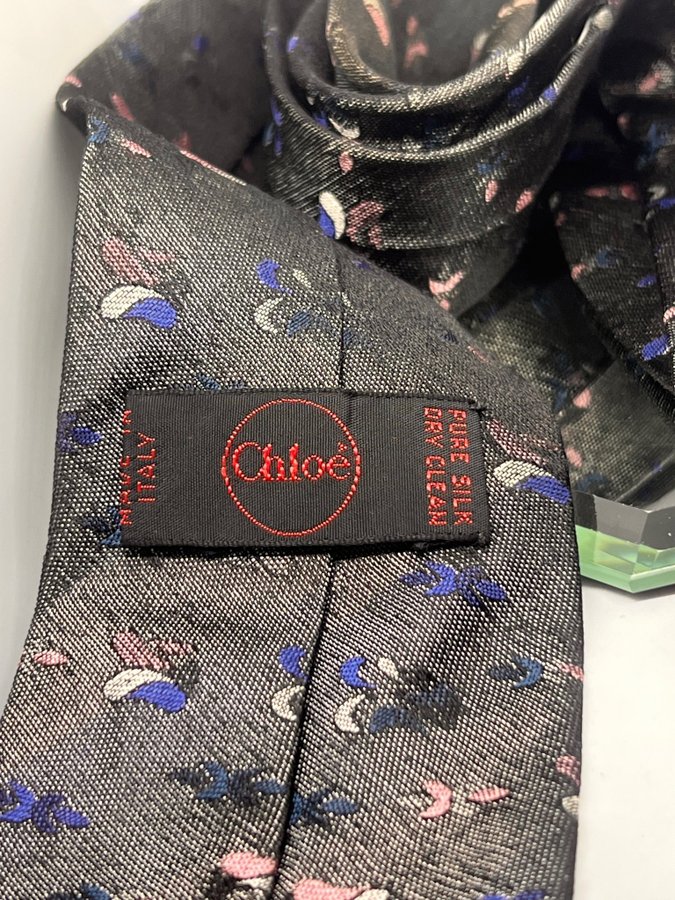 MADE IN
ITALY
Chloé
PURE SILK
DRY CLEAN